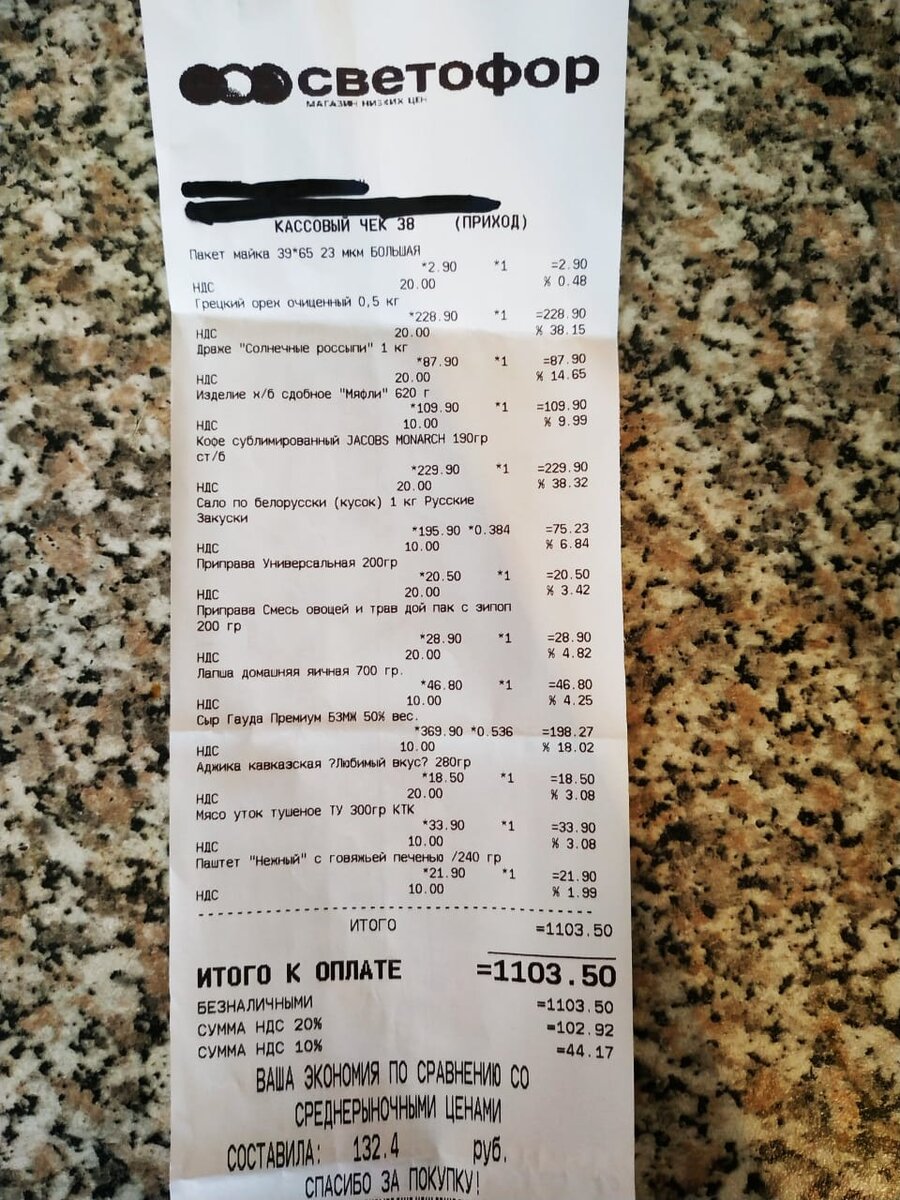 светофор
МАГАЗИН НИЗКИХ ЦЕН
КАССОВЫЙ ЧЕК 38 (ПРИХОД)
Пакет майка 39*65 23 мкм БОЛЬШАЯ
*2.90 *1 =2.90
НДС 20.00 % 0.48
Грецкий орех очищенный 0,5 кг
*228.90 *1 =228.90
НДС 20.00 % 38.15
Драже "Солнечные россыпи" 1 кг
*87.90 *1 =87.90
НДС 20.00 % 14.65
Изделие х/б сдобное "Мяфли" 620 г
*109.90 *1 =109.90
НДС 10.00 % 9.99
Кофе сублимированный JACOBS MONARCH 190гр
ст/б
*229.90 *1 =229.90
НДС 20.00 % 38.32
Сало по белорусски (кусок) 1 кг Русские
Закуски
*195.90 *0.384 =75.23
НДС 10.00 % 6.84
Приправа Универсальная 200гр
*20.50 *1 =20.50
НДС 20.00 % 3.42
Приправа Смесь овощей и трав дой пак с зипоп
200 гр
*28.90 *1 =28.90
НДС 20.00 % 4.82
Лапша домашняя яичная 700 гр.
*46.80 *1 =46.80
НДС 10.00 % 4.25
Сыр Гауда Премиум БЗМЖ 50% вес.
*369.90 *0.536 =198.27
НДС 10.00 % 18.02
Аджика кавказская ?Любимый вкус? 280гр
*18.50 *1 =18.50
НДС 20.00 % 3.08
Мясо уток тушеное ТУ 300гр КТК
*33.90 *1 =33.90
НДС 10.00 % 3.08
Паштет "Нежный" с говяжьей печенью /240 гр
*21.90 *1 =21.90
НДС 10.00 % 1.99
ИТОГО =1103.50
ИТОГО К ОПЛАТЕ =1103.50
БЕЗНАЛИЧНЫМИ =1103.50
СУММА НДС 20% =102.92
СУММА НДС 10% =44.17
ВАША ЭКОНОМИЯ ПО СРАВНЕНИЮ СО
СРЕДНЕРЫНОЧНЫМИ ЦЕНАМИ
СОСТАВИЛА: 132.4 руб.
СПАСИБО ЗА ПОКУПКУ!